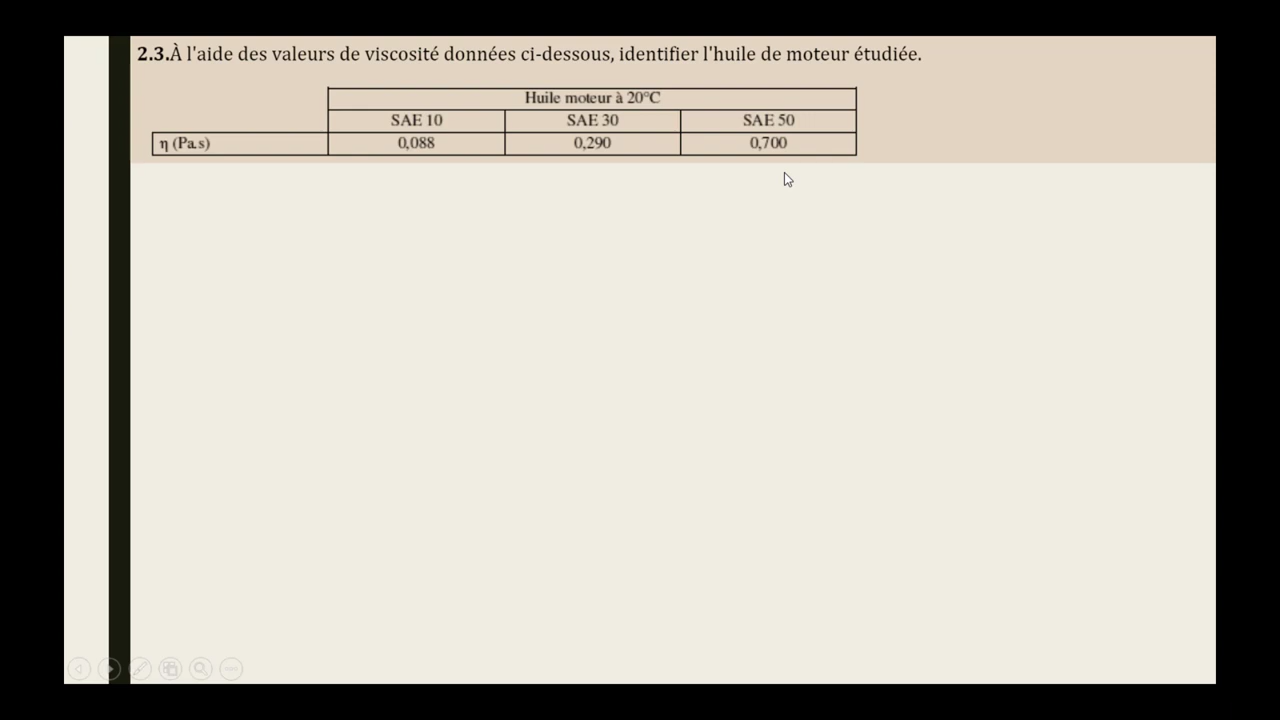 2.3.À l'aide des valeurs de viscosité données ci-dessous, identifier l'huile de moteur étudiée.
Huile moteur à 20°C
SAE 10 SAE 30 SAE 50
η (Pa.s) 0,088 0,290 0,700